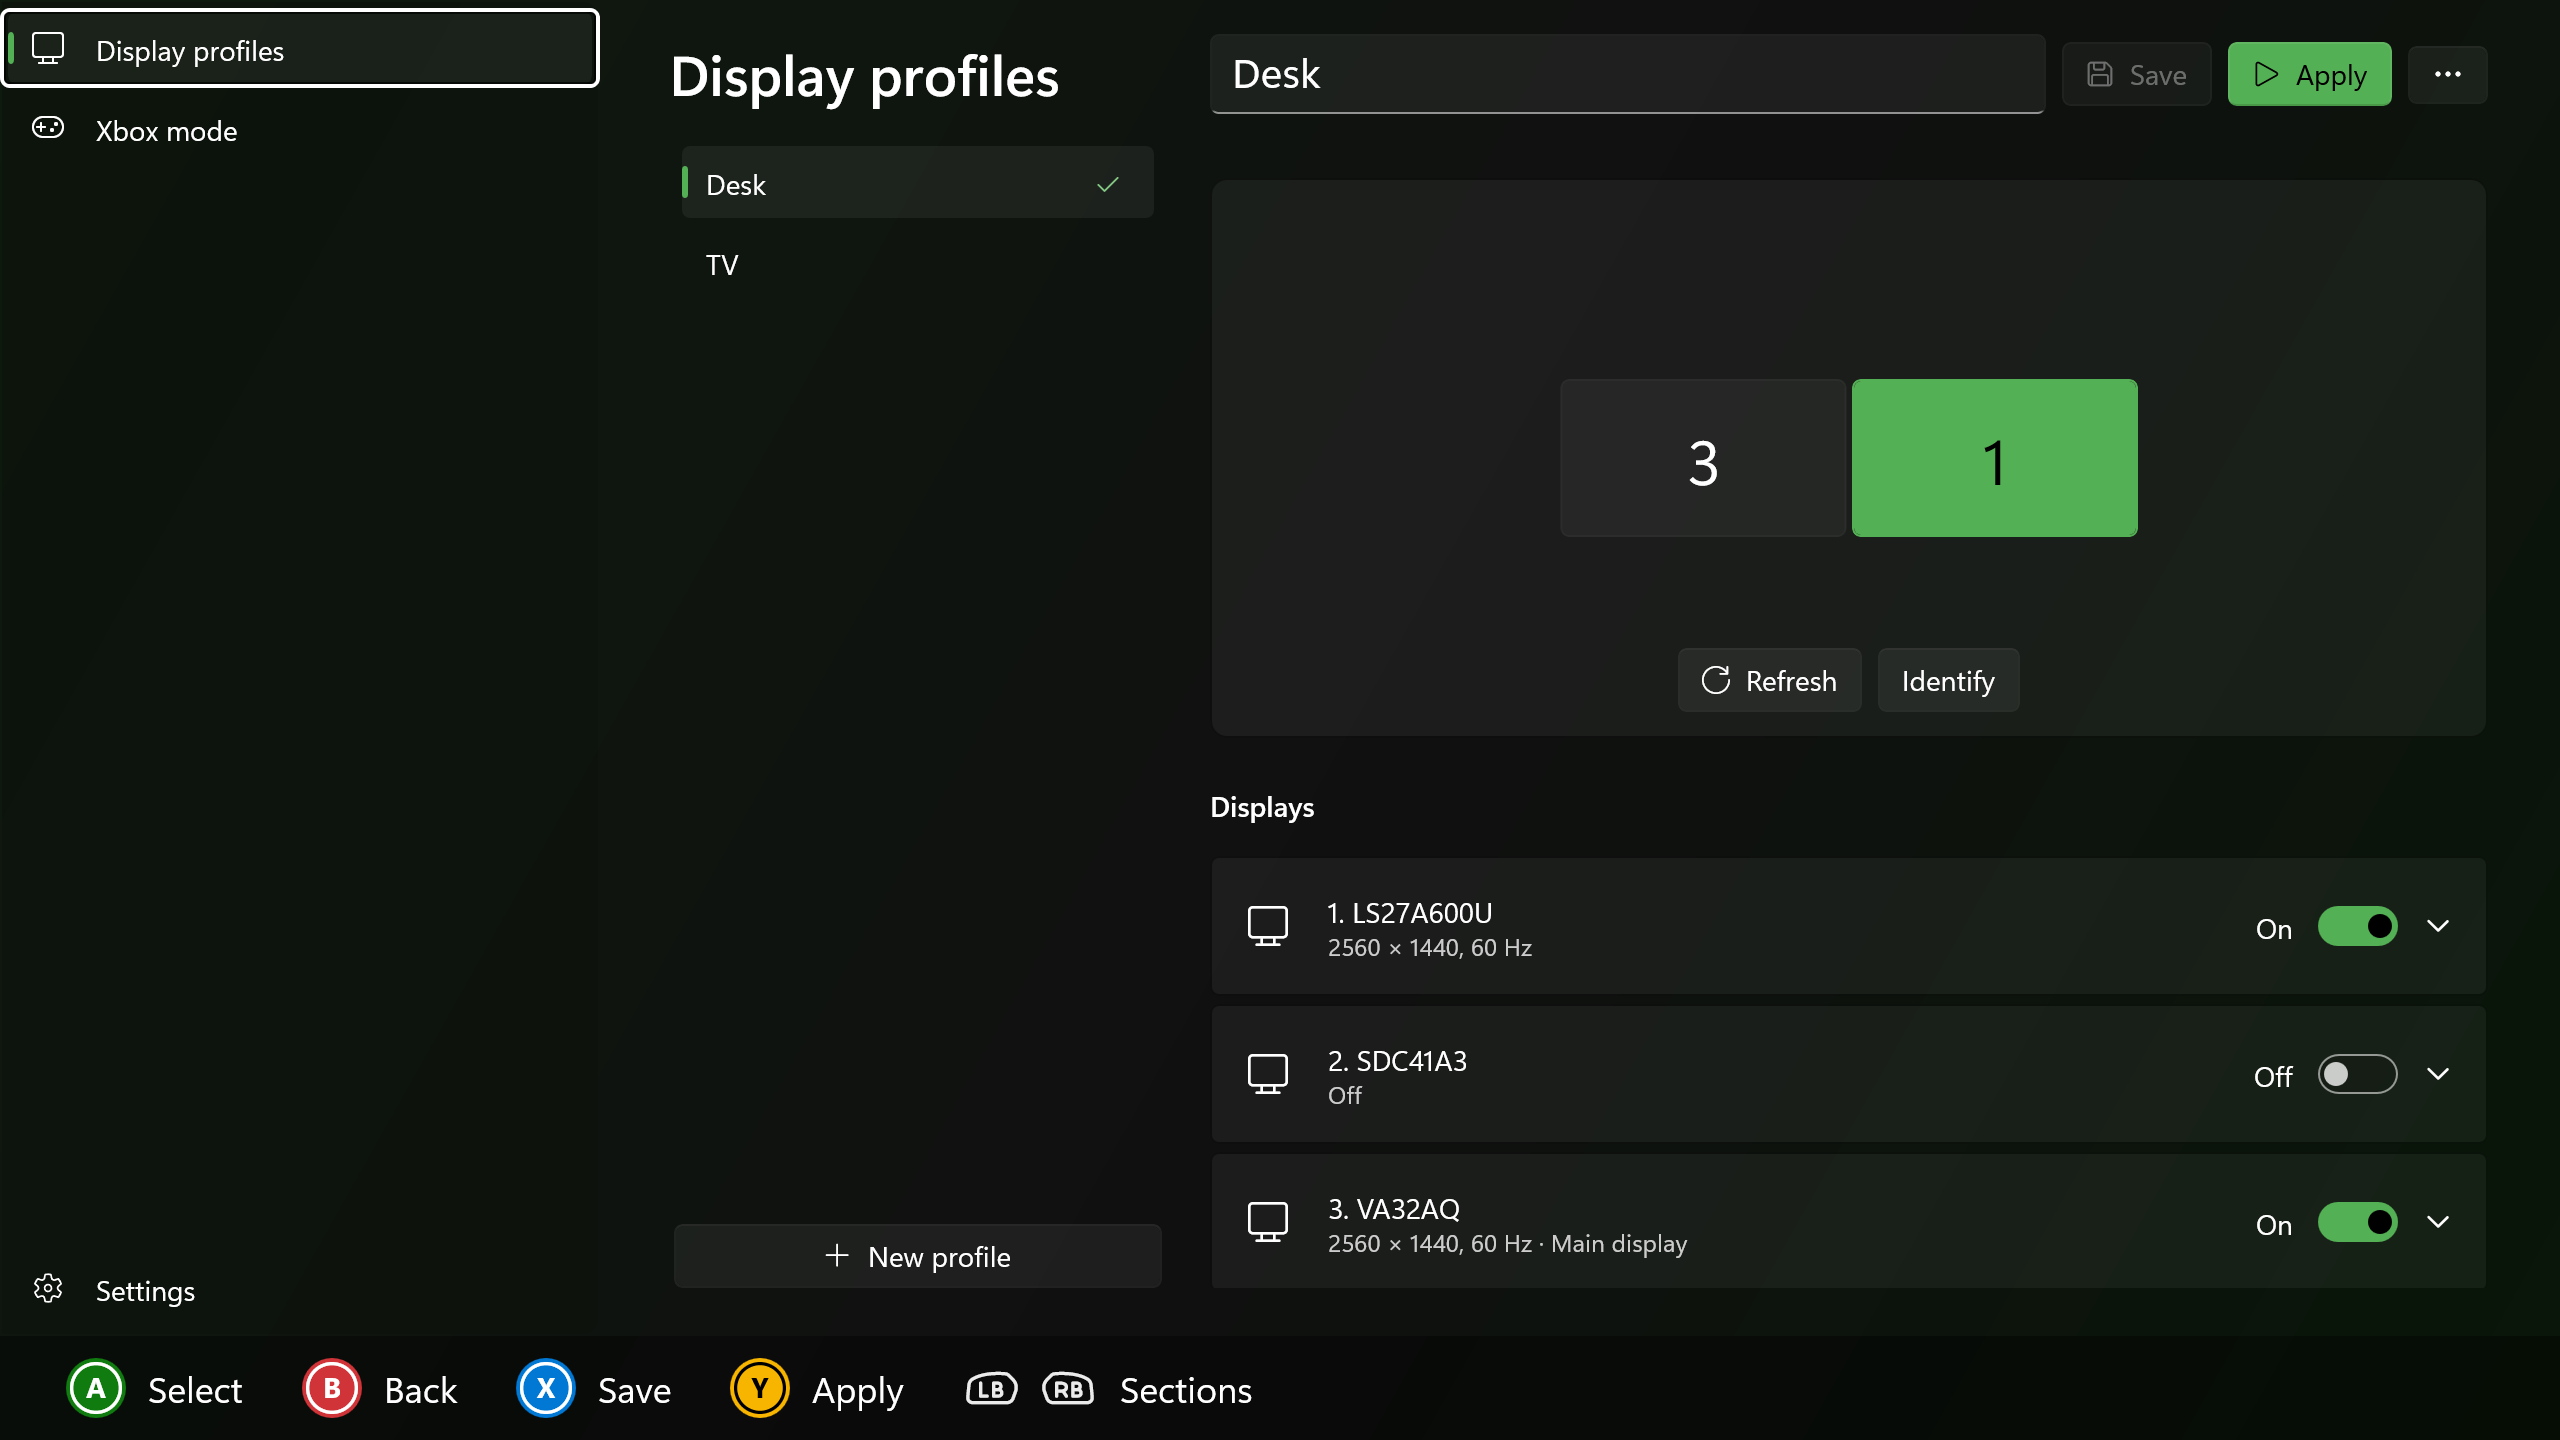 Display profiles
Xbox mode
Settings
Display profiles
Desk
TV
New profile
Desk
Save
Apply
3
1
Refresh
Identify
Displays
1. LS27A600U
2560 × 1440, 60 Hz
On
2. SDC41A3
Off
Off
3. VA32AQ
2560 × 1440, 60 Hz · Main display
On
A Select B Back X Save Y Apply LB RB Sections